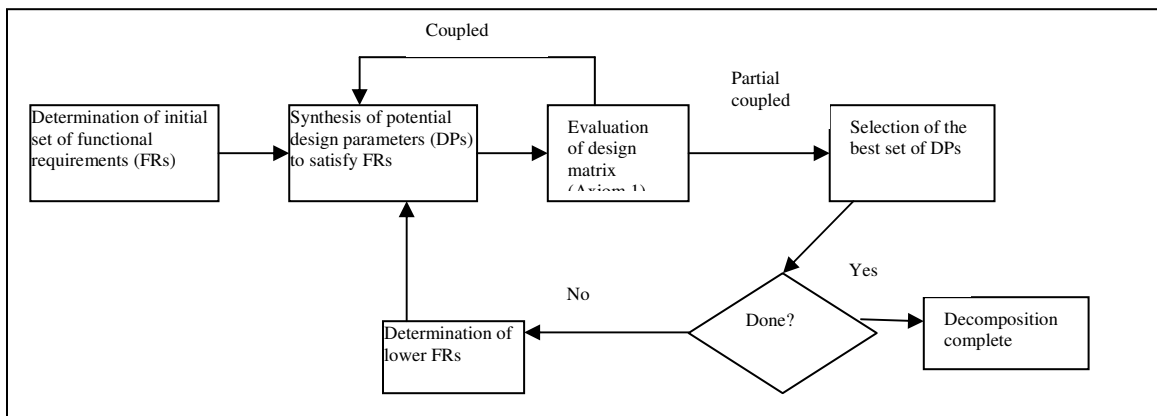 Coupled
Partial
coupled
Determination of initial
set of functional
requirements (FRs)
Synthesis of potential
design parameters (DPs)
to satisfy FRs
Evaluation
of design
matrix
(Axiom 1)
Selection of the
best set of DPs
No
Yes
Done?
Determination of
lower FRs
Decomposition
complete